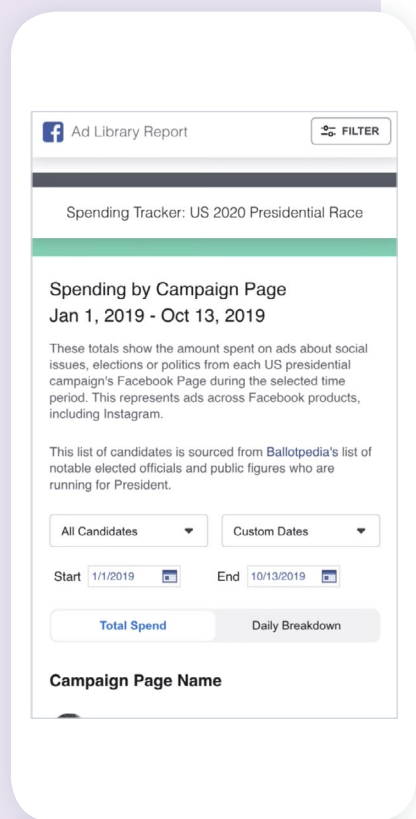 Ad Library Report
FILTER
Spending Tracker: US 2020 Presidential Race
Spending by Campaign Page
Jan 1, 2019 - Oct 13, 2019
These totals show the amount spent on ads about social
issues, elections or politics from each US presidential
campaign's Facebook Page during the selected time
period. This represents ads across Facebook products,
including Instagram.
This list of candidates is sourced from Ballotpedia's list of
notable elected officials and public figures who are
running for President.
All Candidates Custom Dates
Start 1/1/2019 End 10/13/2019
Total Spend Daily Breakdown
Campaign Page Name